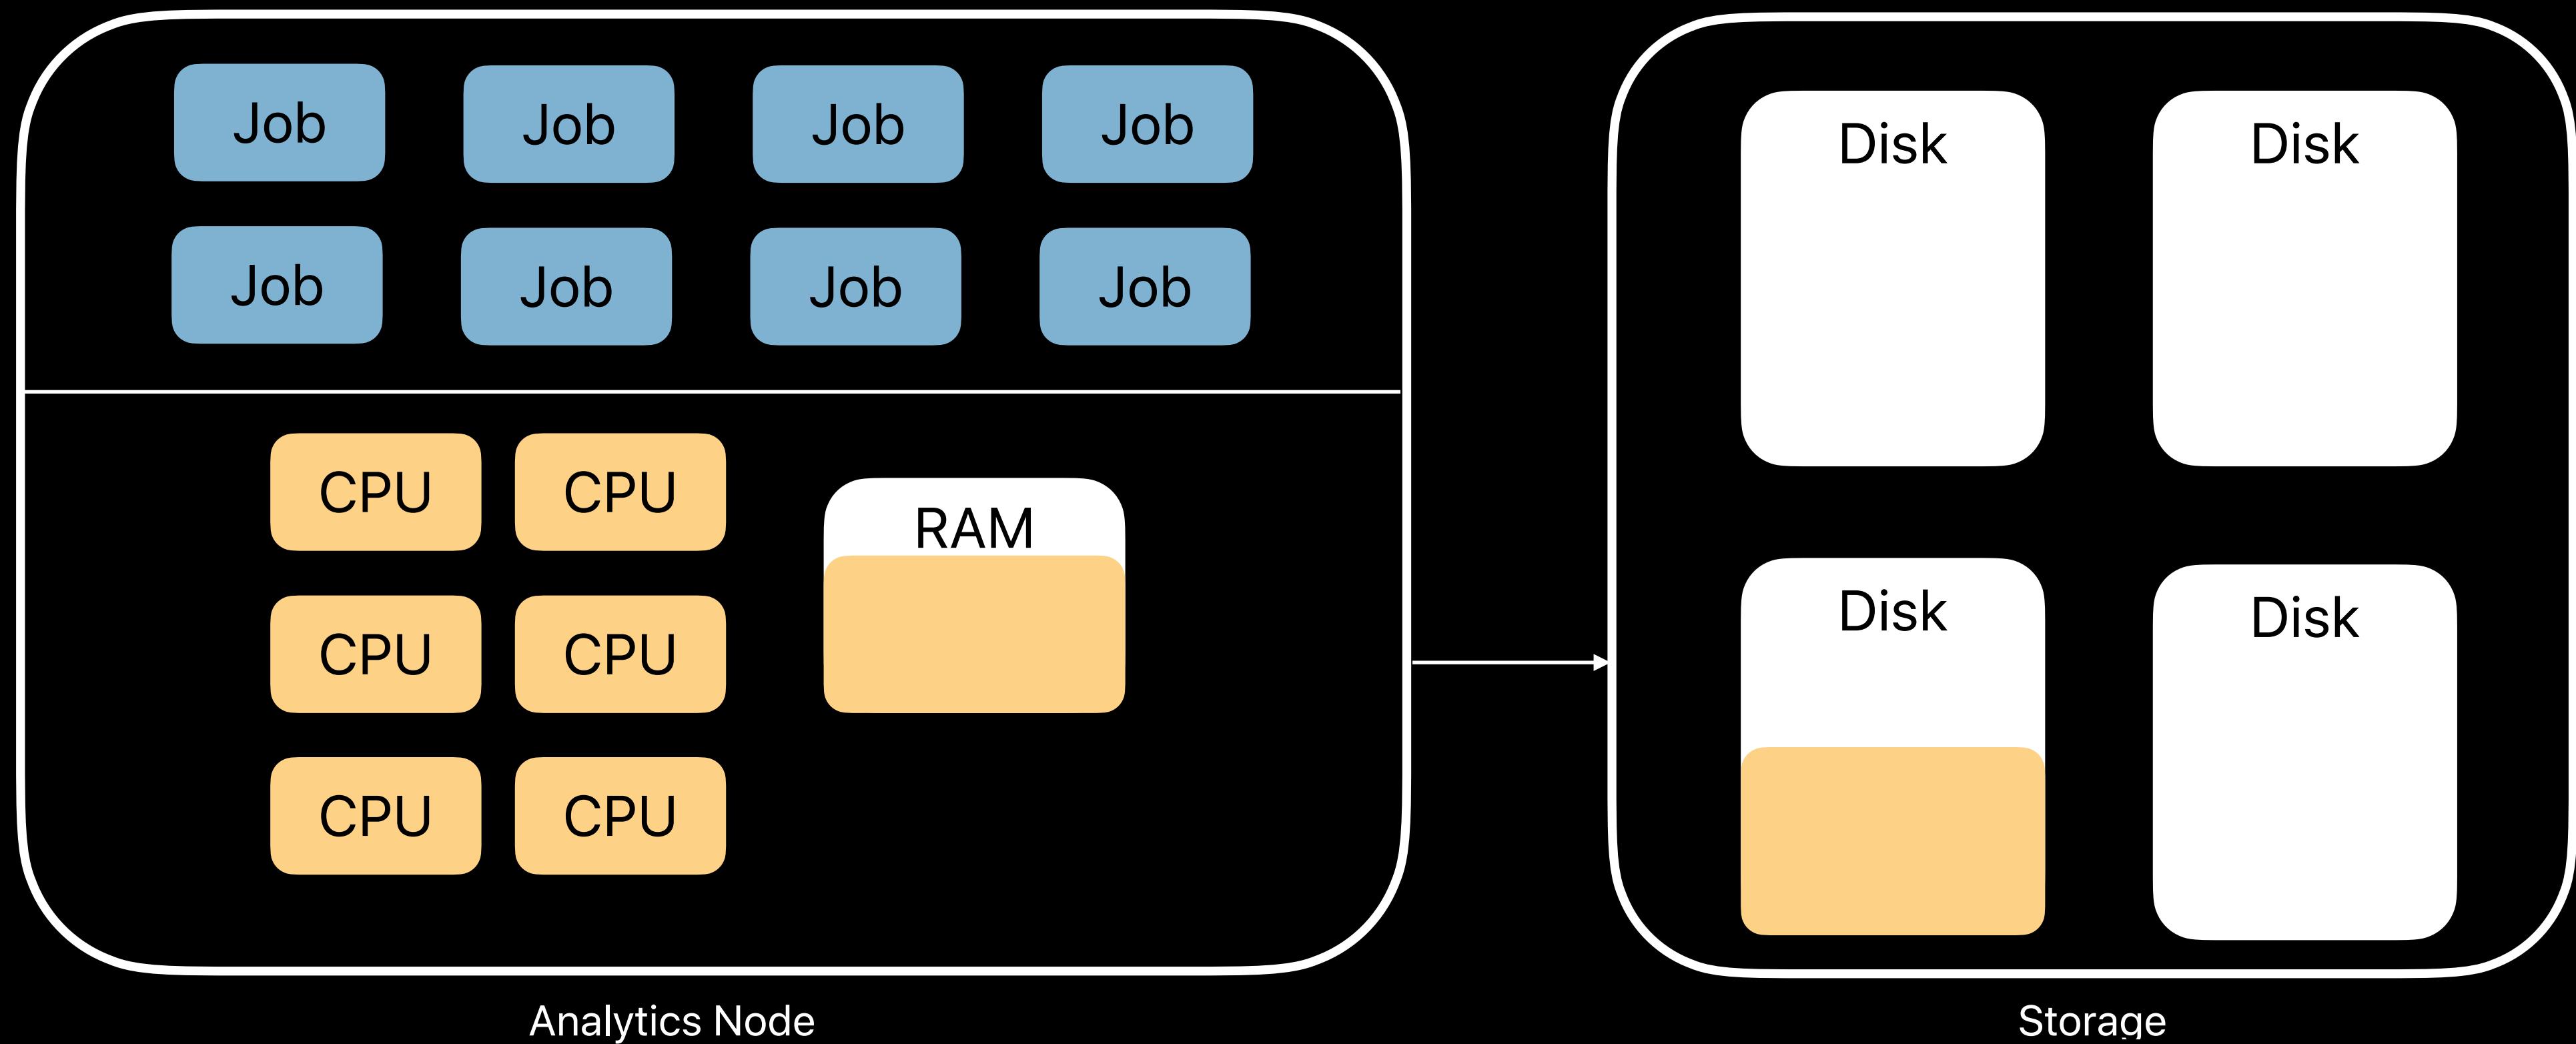 Job
Job
Job
Job
Job
Job
Job
Job
CPU
CPU
RAM
CPU
CPU
CPU
CPU
Analytics Node
Disk
Disk
Disk
Disk
Storage